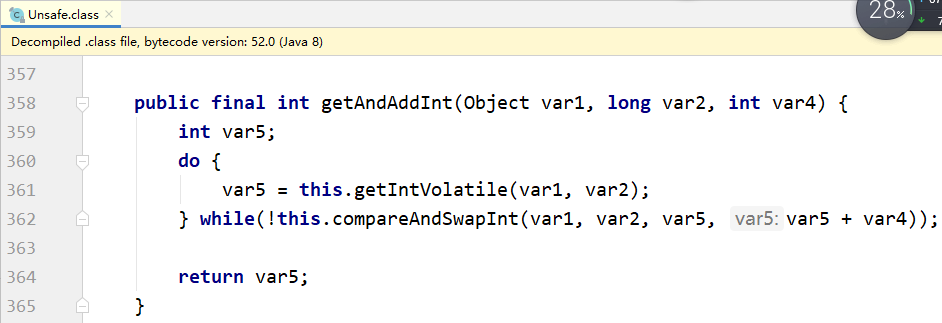 Unsafe.class
28%
Decompiled .class file, bytecode version: 52.0 (Java 8)
357
358 public final int getAndAddInt(Object var1, long var2, int var4) {
359 int var5;
360 do {
361 var5 = this.getIntVolatile(var1, var2);
362 } while(!this.compareAndSwapInt(var1, var2, var5, var5: var5 + var4));
363
364 return var5;
365 }